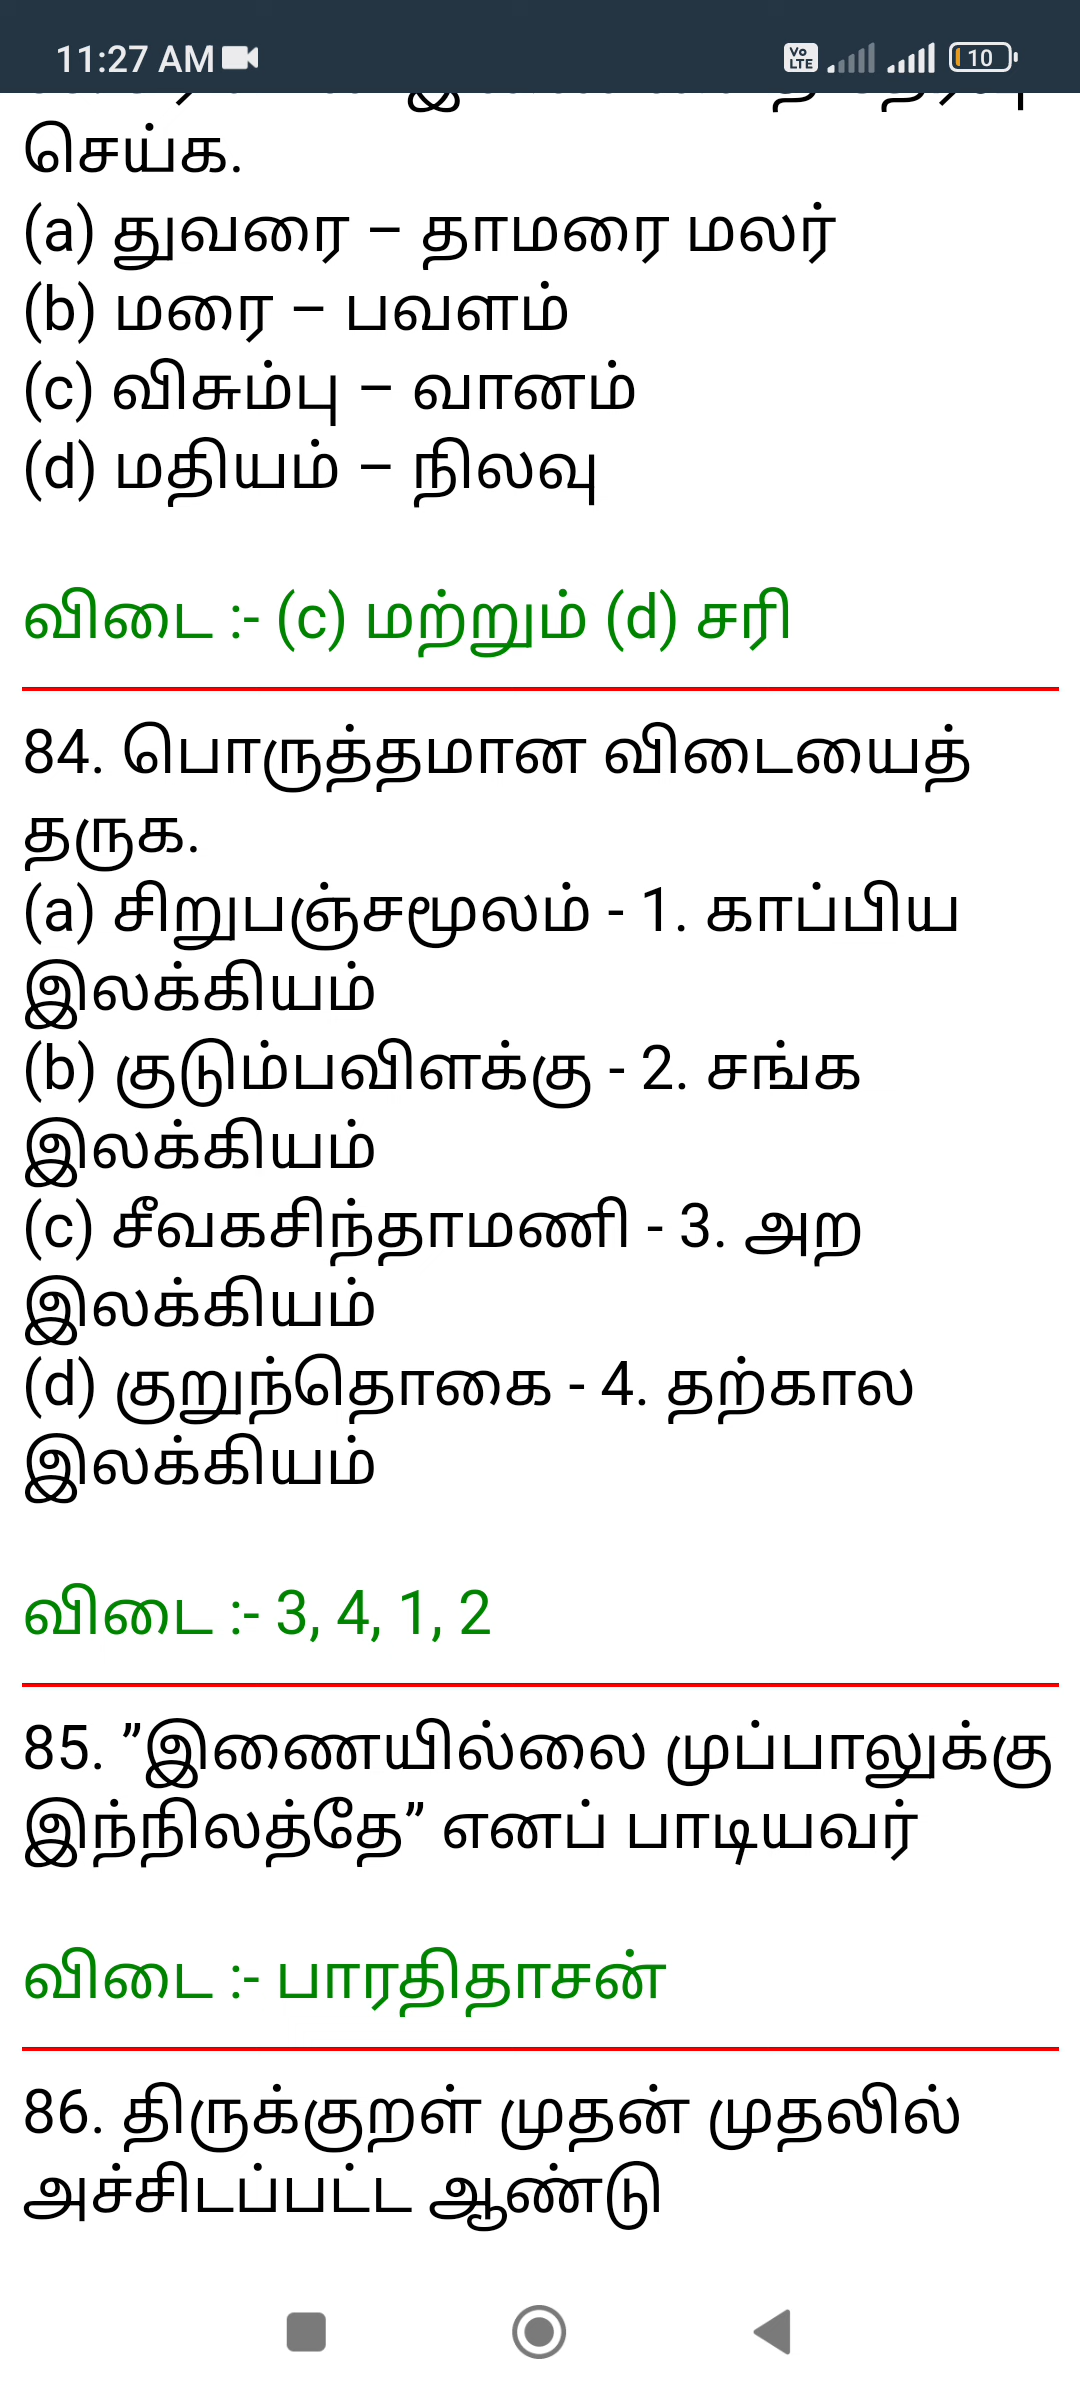 11:27 AM
Vo LTE
10
செய்க.
(a) துவரை – தாமரை மலர்
(b) மரை – பவளம்
(c) விசும்பு – வானம்
(d) மதியம் – நிலவு
விடை :- (c) மற்றும் (d) சரி
84. பொருத்தமான விடையைத்
தருக.
(a) சிறுபஞ்சமூலம் - 1. காப்பிய
இலக்கியம்
(b) குடும்பவிளக்கு - 2. சங்க
இலக்கியம்
(c) சீவகசிந்தாமணி - 3. அற
இலக்கியம்
(d) குறுந்தொகை - 4. தற்கால
இலக்கியம்
விடை :- 3, 4, 1, 2
85. ”இணையில்லை முப்பாலுக்கு
இந்நிலத்தே” எனப் பாடியவர்
விடை :- பாரதிதாசன்
86. திருக்குறள் முதன் முதலில்
அச்சிடப்பட்ட ஆண்டு